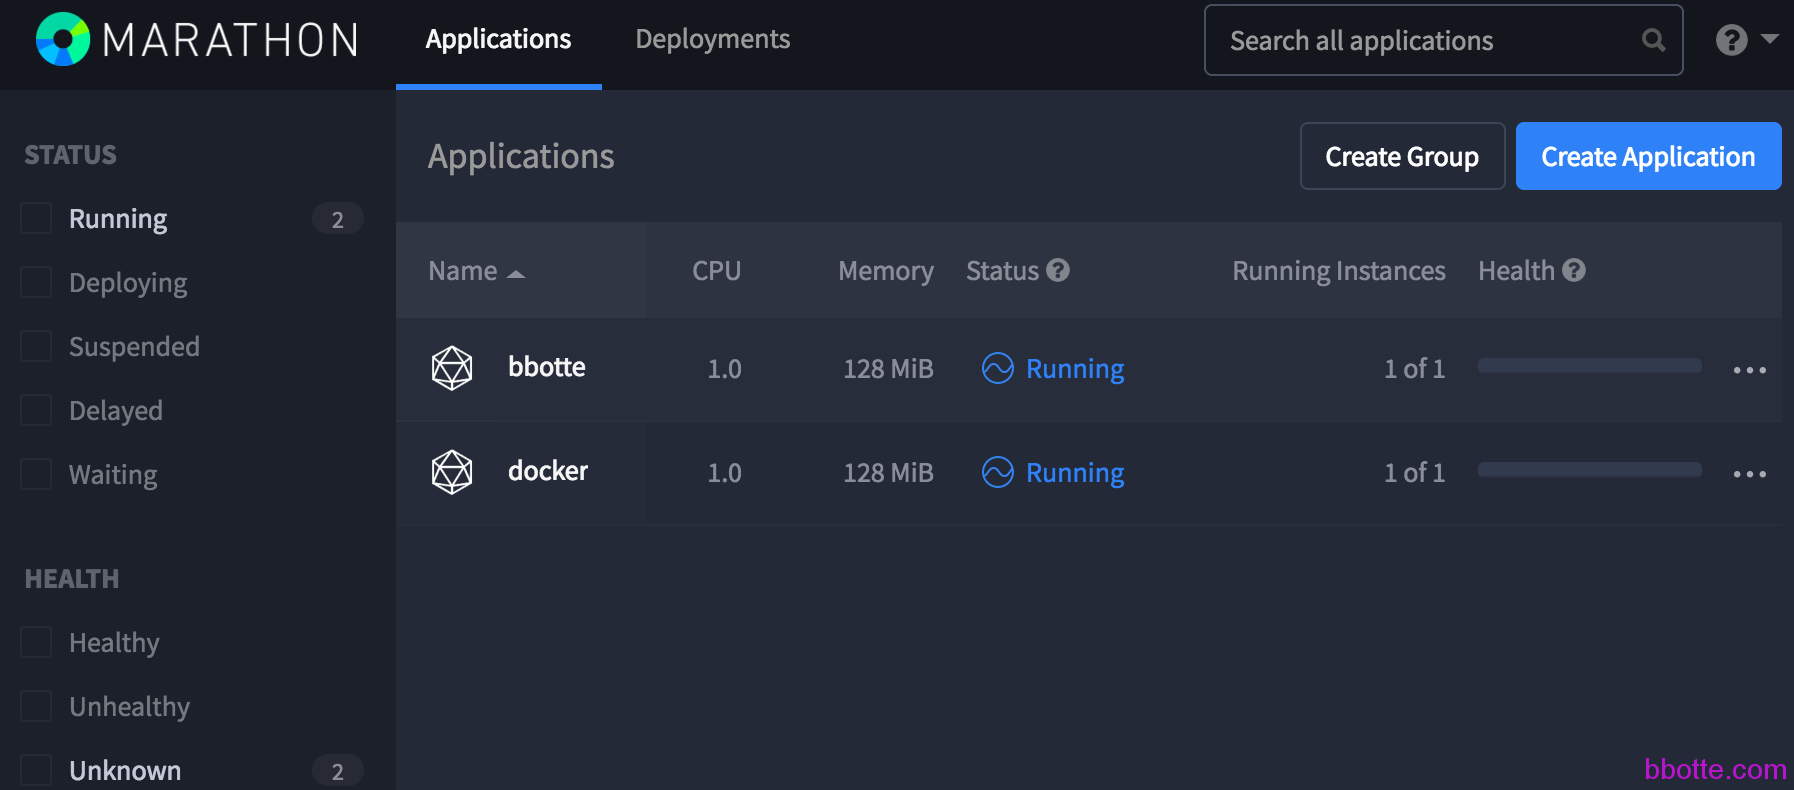 MARATHON Applications Deployments Search all applications
STATUS
Running 2
Deploying
Suspended
Delayed
Waiting
HEALTH
Healthy
Unhealthy
Unknown 2
Applications Create Group Create Application
Name CPU Memory Status Running Instances Health
bbotte 1.0 128 MiB Running 1 of 1
docker 1.0 128 MiB Running 1 of 1
bbotte.com